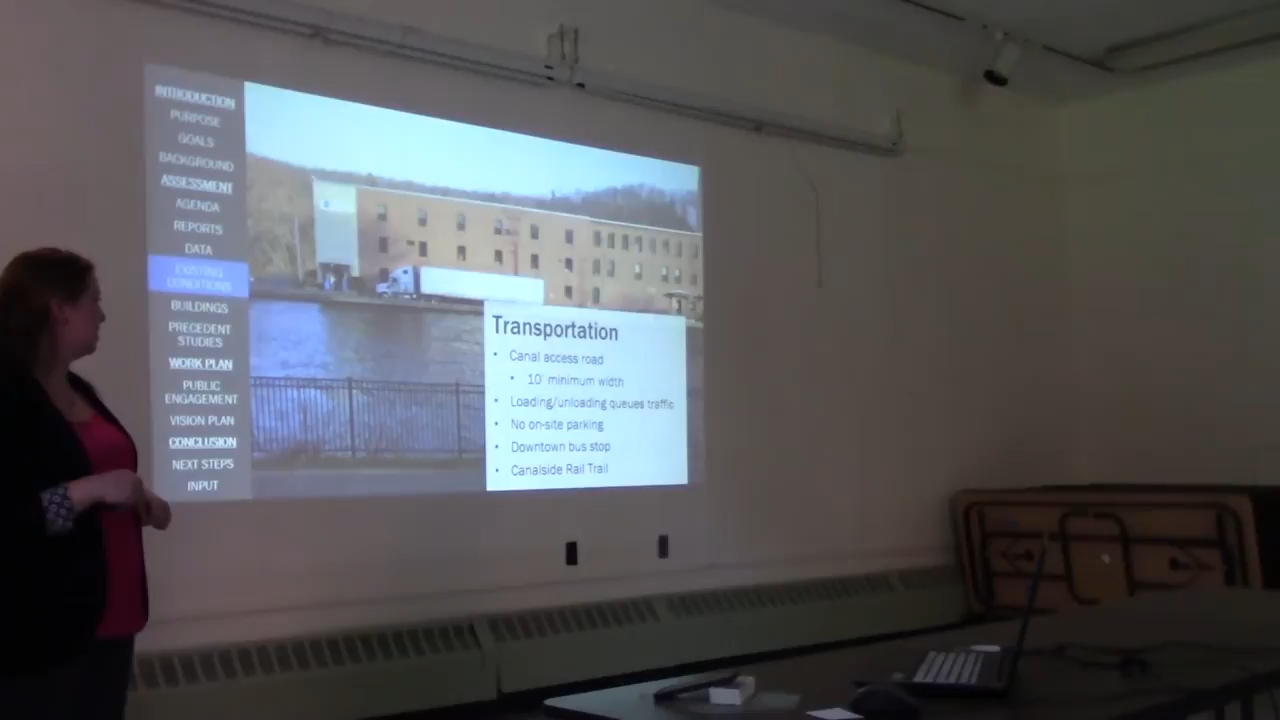 INTRODUCTION
PURPOSE
GOALS
BACKGROUND
ASSESSMENT
AGENDA
REPORTS
DATA
EXISTING
CONDITIONS
BUILDINGS
PRECEDENT
STUDIES
WORK PLAN
PUBLIC
ENGAGEMENT
VISION PLAN
CONCLUSION
NEXT STEPS
INPUT
Transportation
• Canal access road
• 10' minimum width
• Loading/unloading queues traffic
• No on-site parking
• Downtown bus stop
• Canalside Rail Trail